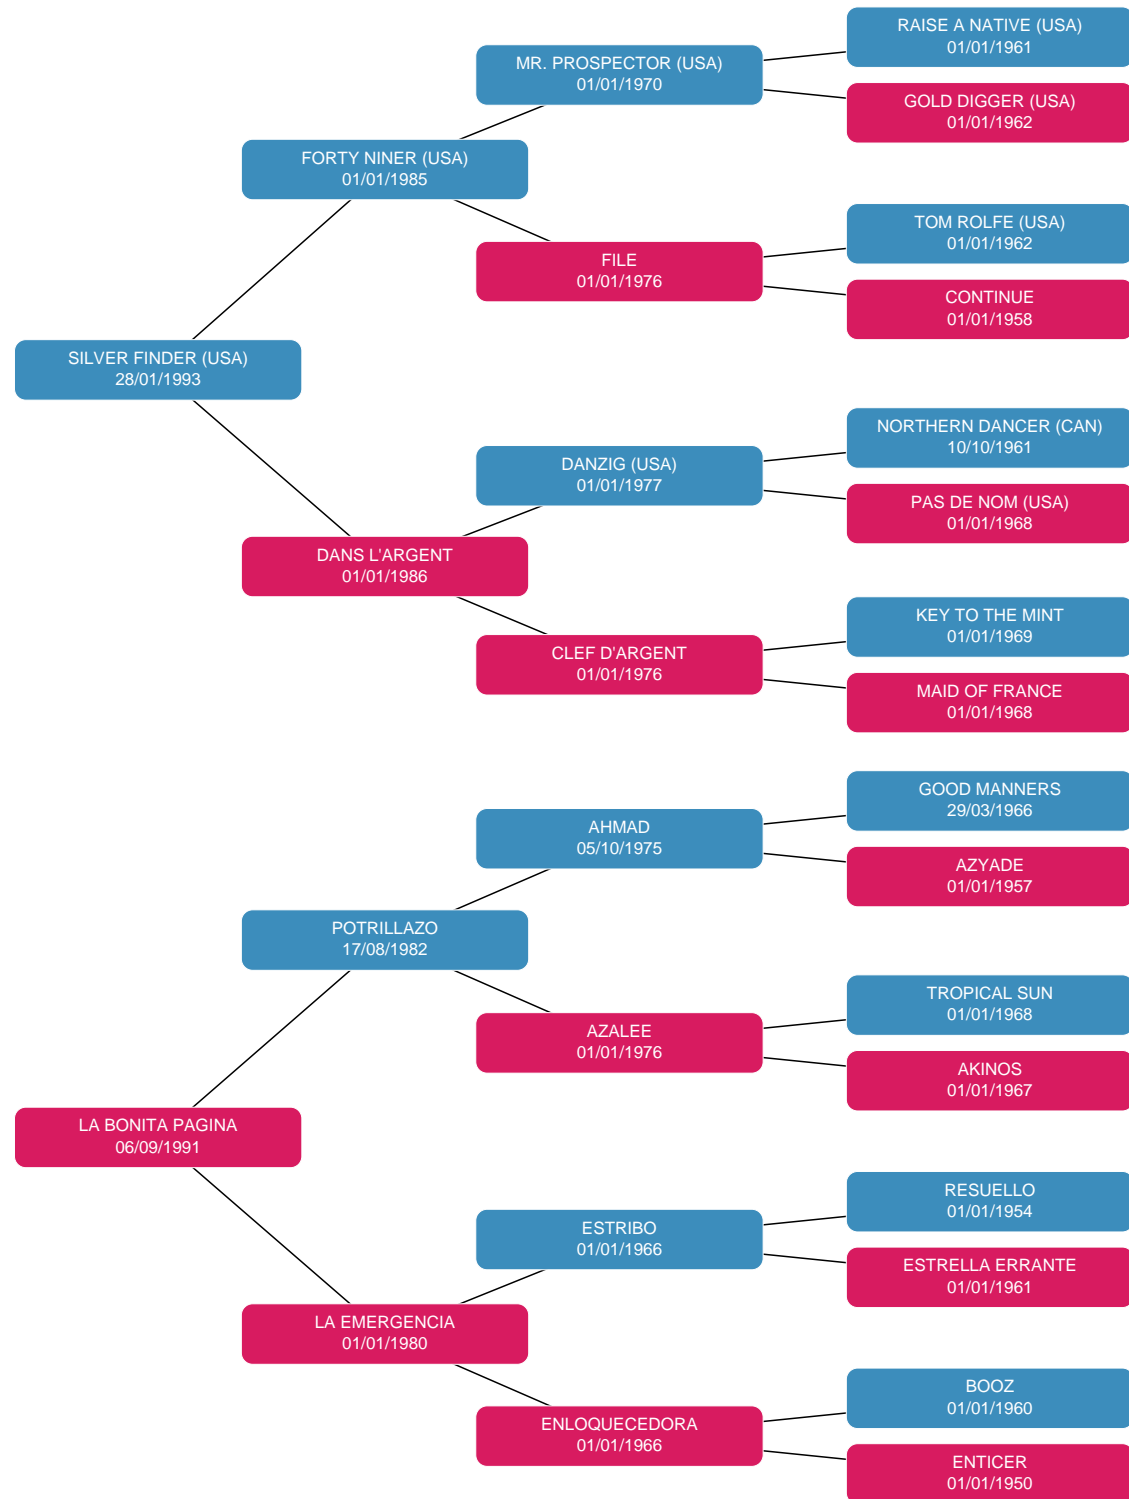 RAISE A NATIVE (USA)
01/01/1961
MR. PROSPECTOR (USA)
01/01/1970
GOLD DIGGER (USA)
01/01/1962
FORTY NINER (USA)
01/01/1985
TOM ROLFE (USA)
01/01/1962
FILE
01/01/1976
CONTINUE
01/01/1958
SILVER FINDER (USA)
28/01/1993
NORTHERN DANCER (CAN)
10/10/1961
DANZIG (USA)
01/01/1977
PAS DE NOM (USA)
01/01/1968
DANS L'ARGENT
01/01/1986
KEY TO THE MINT
01/01/1969
CLEF D'ARGENT
01/01/1976
MAID OF FRANCE
01/01/1968
GOOD MANNERS
29/03/1966
AHMAD
05/10/1975
AZYADE
01/01/1957
POTRILLAZO
17/08/1982
TROPICAL SUN
01/01/1968
AZALEE
01/01/1976
AKINOS
01/01/1967
LA BONITA PAGINA
06/09/1991
RESUELLO
01/01/1954
ESTRIBO
01/01/1966
ESTRELLA ERRANTE
01/01/1961
LA EMERGENCIA
01/01/1980
BOOZ
01/01/1960
ENLOQUECEDORA
01/01/1966
ENTICER
01/01/1950